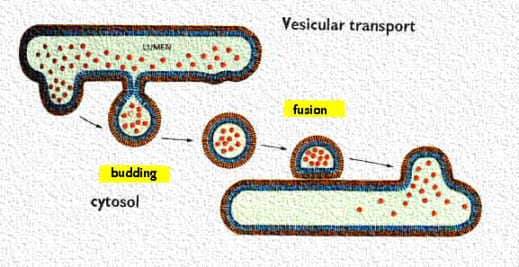 Vesicular transport
LUMEN
fusion
budding
cytosol